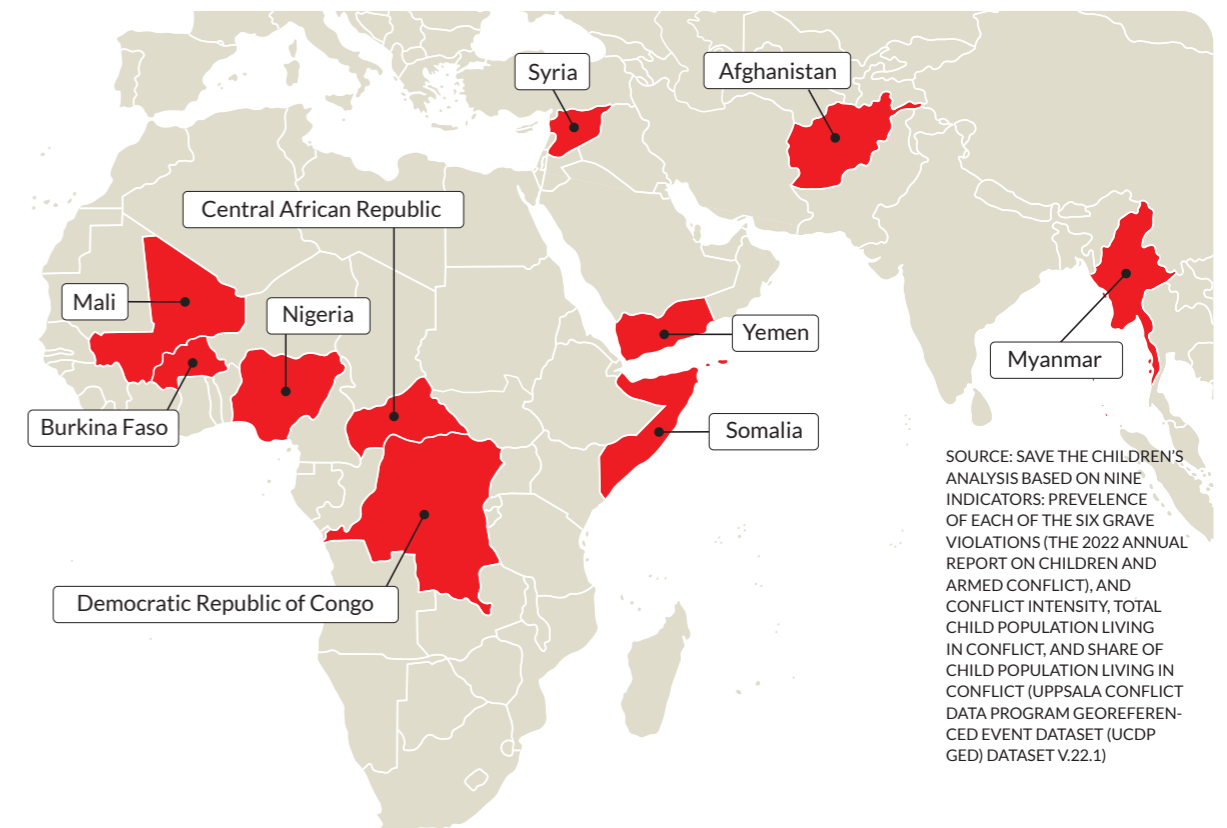 Syria
Afghanistan
Central African Republic
Mali
Nigeria
Yemen
Myanmar
Burkina Faso
Somalia
Democratic Republic of Congo
SOURCE: SAVE THE CHILDREN'S
ANALYSIS BASED ON NINE
INDICATORS: PREVELENCE
OF EACH OF THE SIX GRAVE
VIOLATIONS (THE 2022 ANNUAL
REPORT ON CHILDREN AND
ARMED CONFLICT), AND
CONFLICT INTENSITY, TOTAL
CHILD POPULATION LIVING
IN CONFLICT, AND SHARE OF
CHILD POPULATION LIVING IN
CONFLICT (UPPSALA CONFLICT
DATA PROGRAM GEOREFEREN-
CED EVENT DATASET (UCDP
GED) DATASET V.22.1)